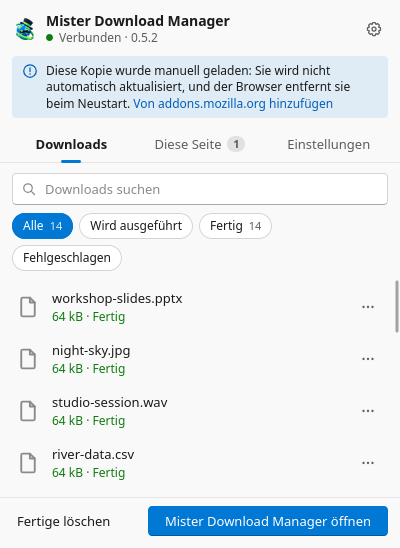 Mister Download Manager
Verbunden · 0.5.2
Diese Kopie wurde manuell geladen: Sie wird nicht
automatisch aktualisiert, und der Browser entfernt sie
beim Neustart. Von addons.mozilla.org hinzufügen
Downloads
Diese Seite 1
Einstellungen
Downloads suchen
Alle 14
Wird ausgeführt
Fertig 14
Fehlgeschlagen
workshop-slides.pptx
64 kB · Fertig
night-sky.jpg
64 kB · Fertig
studio-session.wav
64 kB · Fertig
river-data.csv
64 kB · Fertig
Fertige löschen
Mister Download Manager öffnen